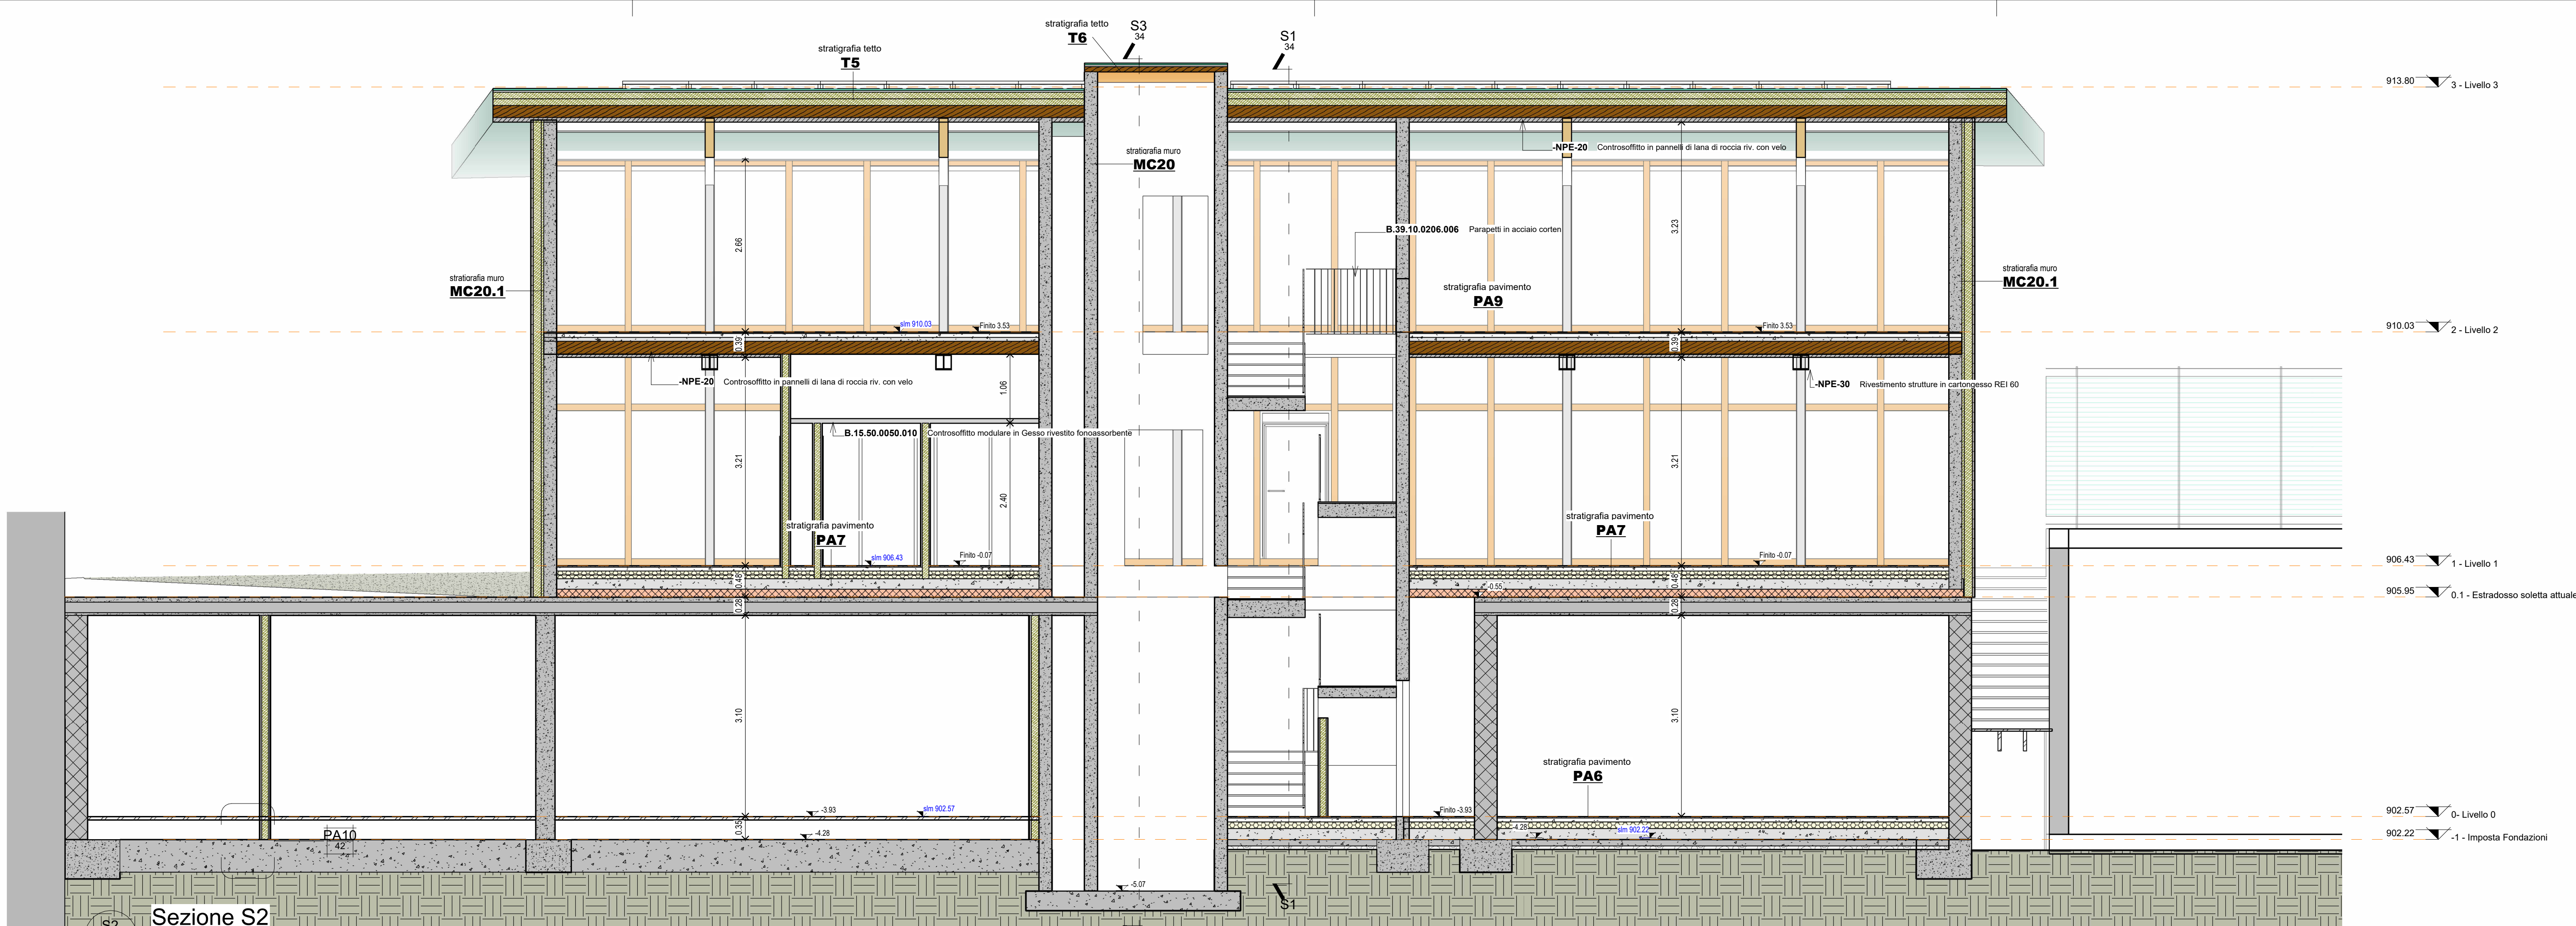 stratigrafia tetto
T6
S3
34
S1
34
stratigrafia tetto
T5
913.80
3 - Livello 3
-NPE-20 Controsoffitto in pannelli di lana di roccia riv. con velo
stratigrafia muro
MC20
2.66
3.23
B.39.10.0206.006 Parapetti in acciaio corten
stratigrafia muro
MC20.1
stratigrafia pavimento
PA9
stratigrafia muro
MC20.1
slm 910.03
Finito 3.53
Finito 3.53
910.03
2 - Livello 2
0.39
0.39
-NPE-20 Controsoffitto in pannelli di lana di roccia riv. con velo
1.06
-NPE-30 Rivestimento strutture in cartongesso REI 60
B.15.50.0050.010 Controsoffitto modulare in Gesso rivestito fonoassorbente
3.21
3.21
2.40
stratigrafia pavimento
PA7
stratigrafia pavimento
PA7
slm 906.43
Finito -0.07
Finito -0.07
906.43
1 - Livello 1
0.48
0.48
-0.55
905.95
0.1 - Estradosso soletta attuale
0.28
0.28
3.10
3.10
stratigrafia pavimento
PA6
-3.93
slm 902.57
Finito -3.93
902.57
0- Livello 0
0.35
-4.28
-4.28
slm 902.22
902.22
-1 - Imposta Fondazioni
PA10
42
-5.07
S1
S2
Sezione S2